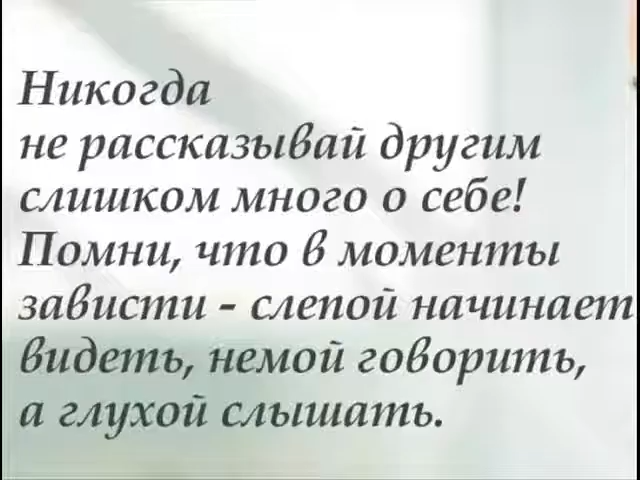 Никогда
не рассказывай другим
слишком много о себе!
Помни, что в моменты
зависти - слепой начинает
видеть, немой говорить,
а глухой слышать.